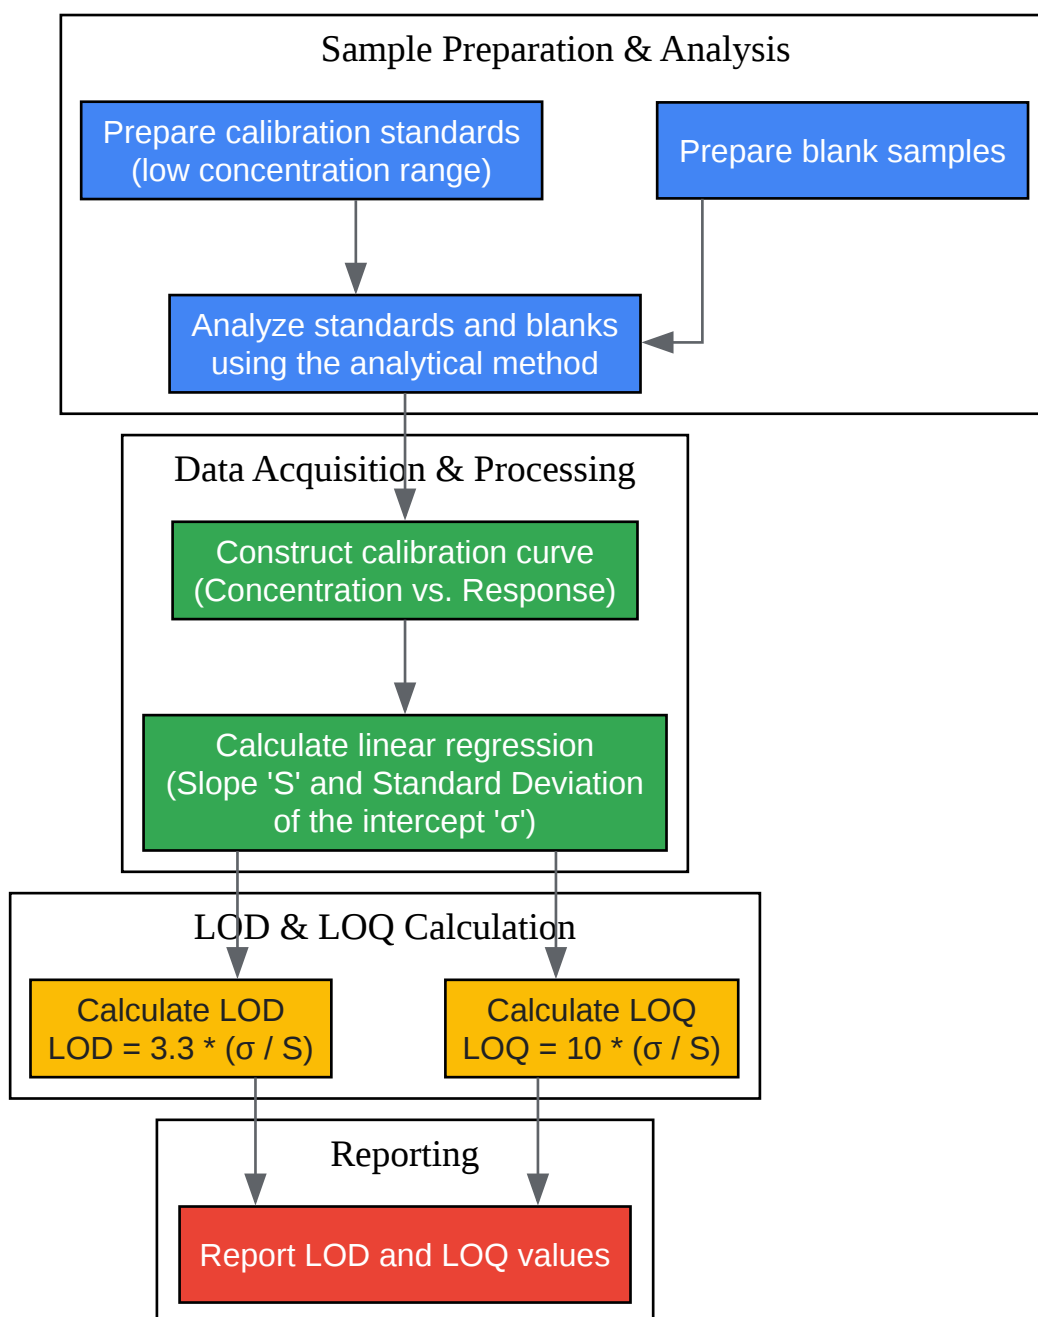 Sample Preparation & Analysis
Prepare calibration standards
(low concentration range)
Prepare blank samples
Analyze standards and blanks
using the analytical method
Data Acquisition & Processing
Construct calibration curve
(Concentration vs. Response)
Calculate linear regression
(Slope 'S' and Standard Deviation
of the intercept 'σ')
LOD & LOQ Calculation
Calculate LOD
LOD = 3.3 * (σ / S)
Calculate LOQ
LOQ = 10 * (σ / S)
Reporting
Report LOD and LOQ values